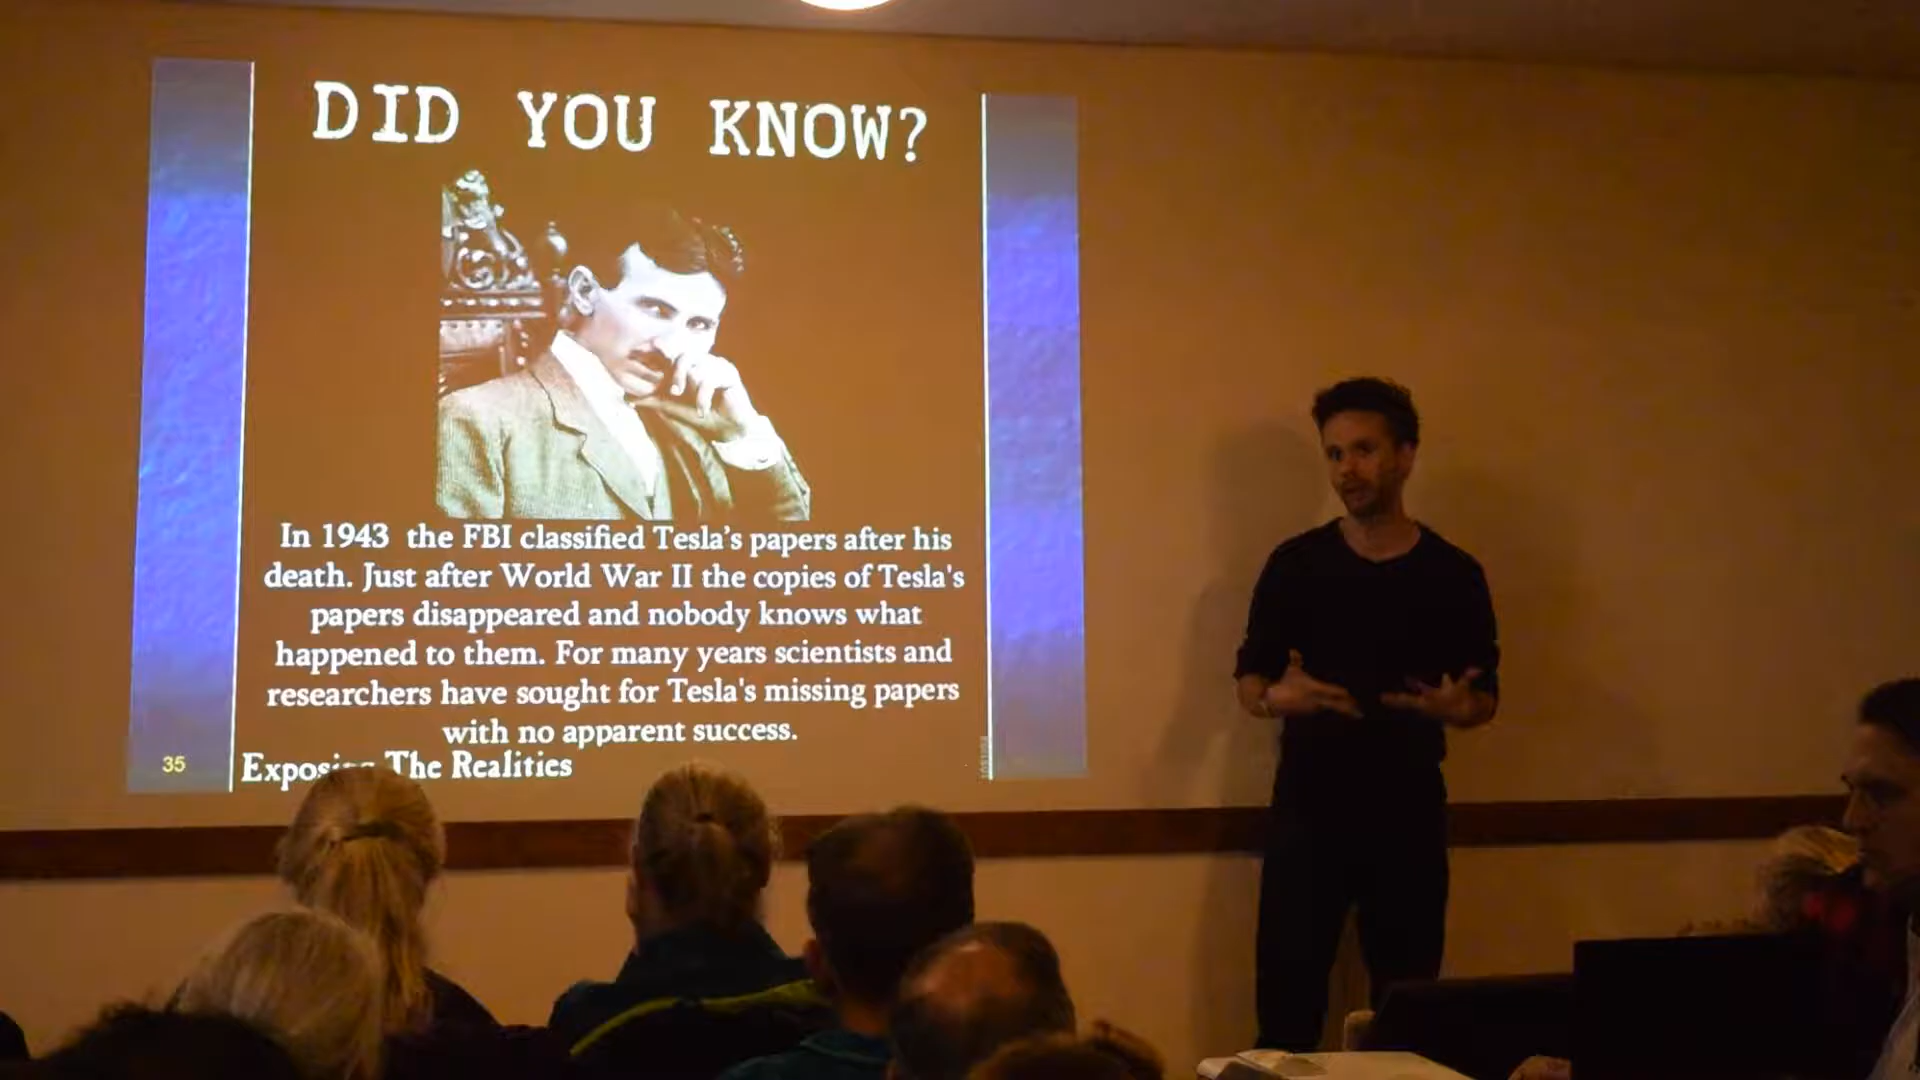 DID YOU KNOW?
In 1943 the FBI classified Tesla's papers after his
death. Just after World War II the copies of Tesla's
papers disappeared and nobody knows what
happened to them. For many years scientists and
researchers have sought for Tesla's missing papers
with no apparent success.
35
The Realities